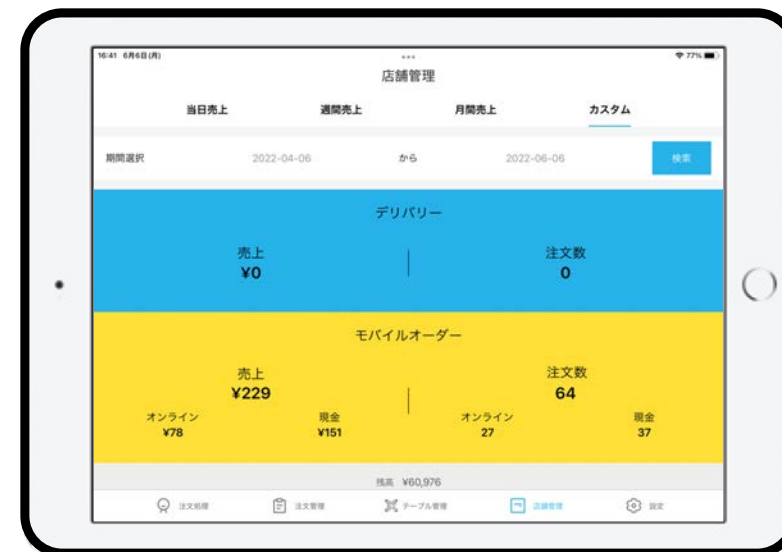 16:41 6月6日(月)
77%
店舗管理
当日売上 週間売上 月間売上 カスタム
期間選択 2022-04-06 から 2022-06-06 検索
デリバリー
売上 注文数
¥0 0
モバイルオーダー
売上 注文数
¥229 64
オンライン 現金 オンライン 現金
¥78 ¥151 27 37
残高 ¥60,976
注文処理 注文管理 テーブル管理 店舗管理 設定